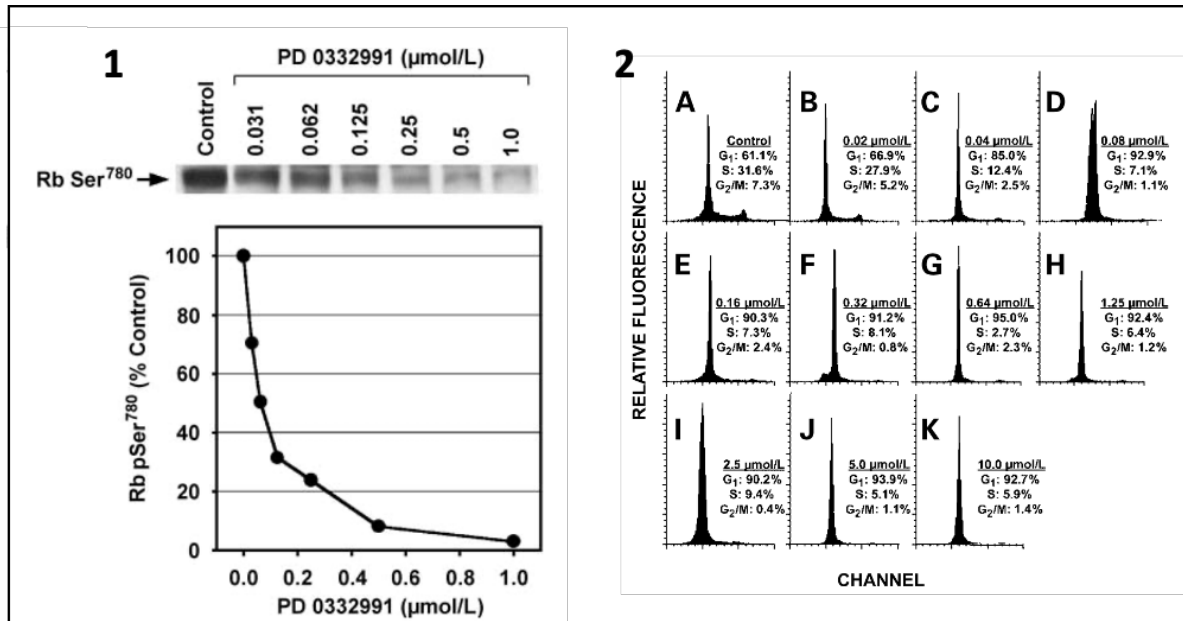 1
PD 0332991 (µmol/L)
Control
0.031
0.062
0.125
0.25
0.5
1.0
Rb Ser780
Rb pSer780 (% Control)
100
80
60
40
20
0
0.0 0.2 0.4 0.6 0.8 1.0
PD 0332991 (µmol/L)
2
RELATIVE FLUORESCENCE
A
Control
G1: 61.1%
S: 31.6%
G2/M: 7.3%
B
0.02 µmol/L
G1: 66.9%
S: 27.9%
G2/M: 5.2%
C
0.04 µmol/L
G1: 85.0%
S: 12.4%
G2/M: 2.5%
D
0.08 µmol/L
G1: 92.9%
S: 7.1%
G2/M: 1.1%
E
0.16 µmol/L
G1: 90.3%
S: 7.3%
G2/M: 2.4%
F
0.32 µmol/L
G1: 91.2%
S: 8.1%
G2/M: 0.8%
G
0.64 µmol/L
G1: 95.0%
S: 2.7%
G2/M: 2.3%
H
1.25 µmol/L
G1: 92.4%
S: 6.4%
G2/M: 1.2%
I
2.5 µmol/L
G1: 90.2%
S: 9.4%
G2/M: 0.4%
J
5.0 µmol/L
G1: 93.9%
S: 5.1%
G2/M: 1.1%
K
10.0 µmol/L
G1: 92.7%
S: 5.9%
G2/M: 1.4%
CHANNEL